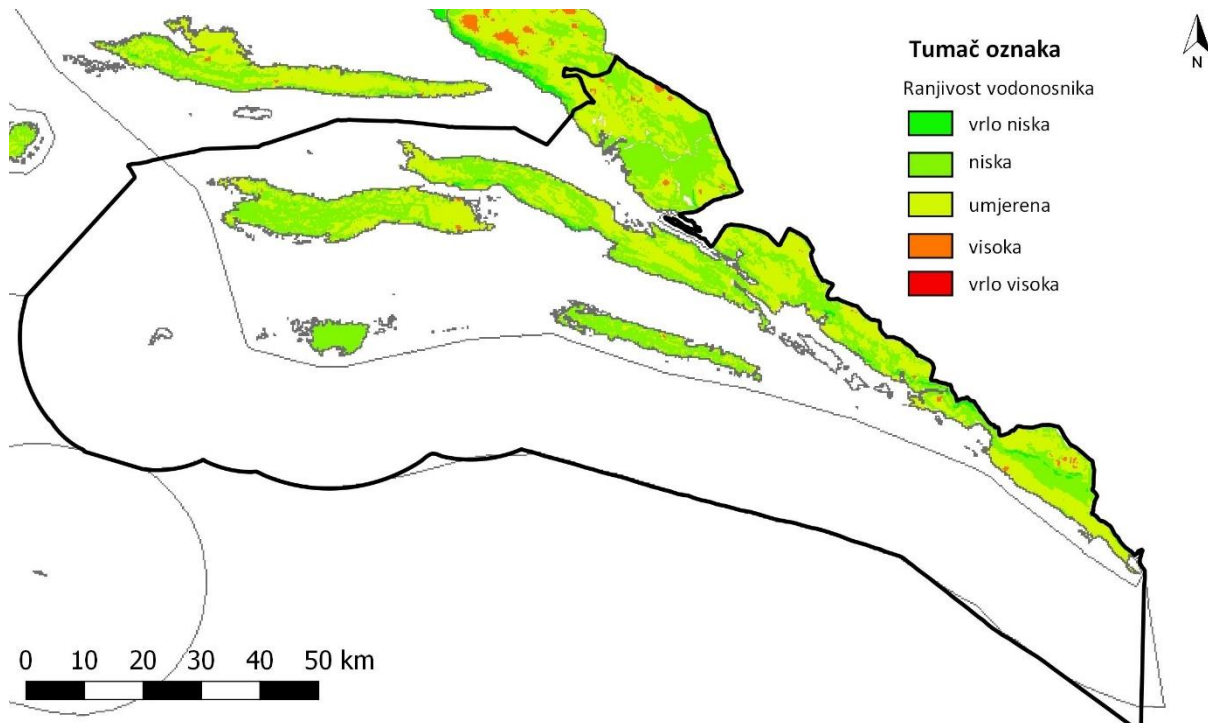 Tumač oznaka
N
Ranjivost vodonosnika
vrlo niska
niska
umjerena
visoka
vrlo visoka
0 10 20 30 40 50 km